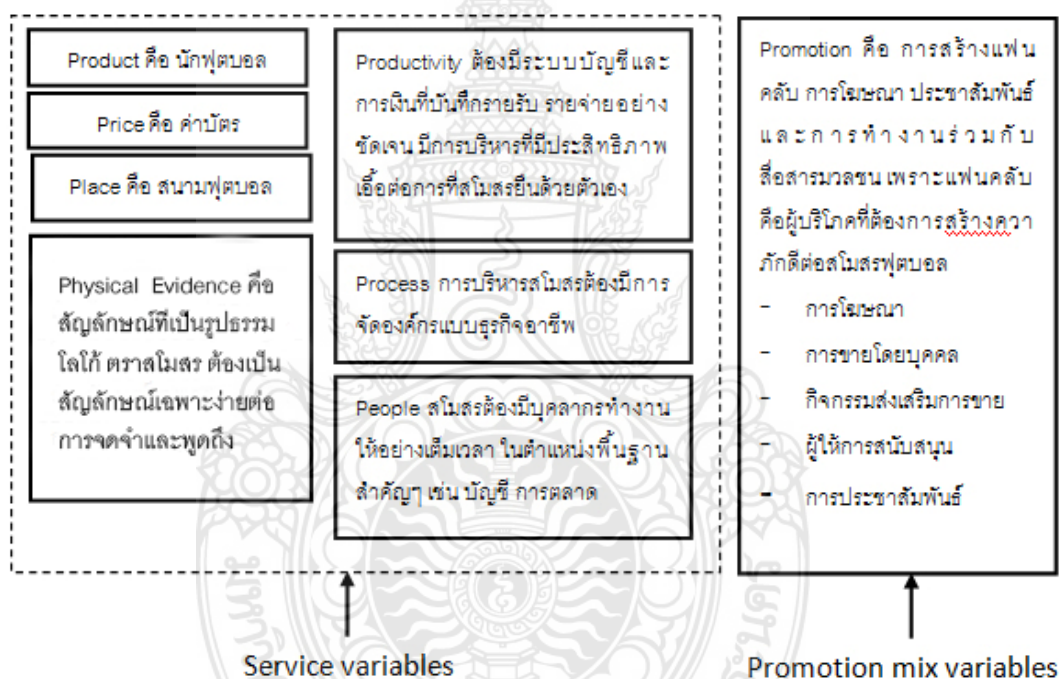 Product คือ นักฟุตบอล
Price คือ ค่าบัตร
Place คือ สนามฟุตบอล
Physical Evidence คือ
สัญลักษณ์ที่เป็นรูปธรรม
โลโก้ ตราสโมสร ต้องเป็น
สัญลักษณ์เฉพาะง่ายต่อ
การจดจำและพูดถึง
Productivity ต้องมีระบบบัญชีและ
การเงินที่บันทึกรายรับ รายจ่ายอย่าง
ชัดเจน มีการบริหารที่มีประสิทธิภาพ
เอื้อต่อการที่สโมสรยืนด้วยตัวเอง
Process การบริหารสโมสรต้องมีการ
จัดองค์กรแบบธุรกิจอาชีพ
People สโมสรต้องมีบุคลากรทำงาน
ให้อย่างเต็มเวลา ในตำแหน่งพื้นฐาน
สำคัญๆ เช่น บัญชี การตลาด
Promotion คือ การสร้างแฟน
คลับ การโฆษณา ประชาสัมพันธ์
และการทำงานร่วมกับ
สื่อสารมวลชน เพราะแฟนคลับ
คือผู้บริโภคที่ต้องการสร้างควา
ภักดีต่อสโมสรฟุตบอล
- การโฆษณา
- การขายโดยบุคคล
- กิจกรรมส่งเสริมการขาย
- ผู้ให้การสนับสนุน
- การประชาสัมพันธ์
Service variables
Promotion mix variables